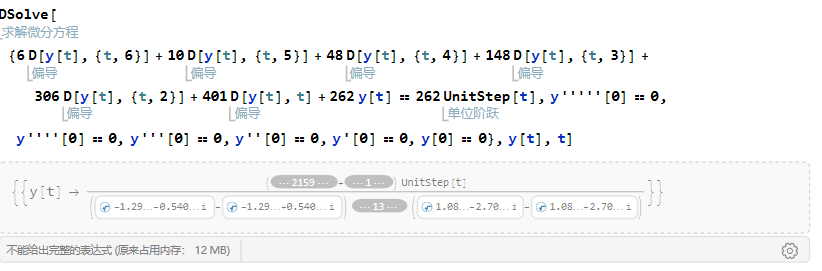 DSolve[
求解微分方程
{6 D[y[t], {t, 6}] + 10 D[y[t], {t, 5}] + 48 D[y[t], {t, 4}] + 148 D[y[t], {t, 3}] +
偏导 偏导 偏导 偏导
306 D[y[t], {t, 2}] + 401 D[y[t], t] + 262 y[t] == 262 UnitStep[t], y'''''[0] == 0,
偏导 偏导 单位阶跃
y''''[0] == 0, y'''[0] == 0, y''[0] == 0, y'[0] == 0, y[0] == 0}, y[t], t]
{{y[t] → (⋯ 2159 ⋯ + ⋯ 1 ⋯) UnitStep[t]
(-1.29…-0.540… i - -1.29…+0.540… i) ⋯ 13 ⋯ (1.08…-2.70… i - 1.08…+2.70… i)}}
不能给出完整的表达式 (原来占用内存: 12 MB)